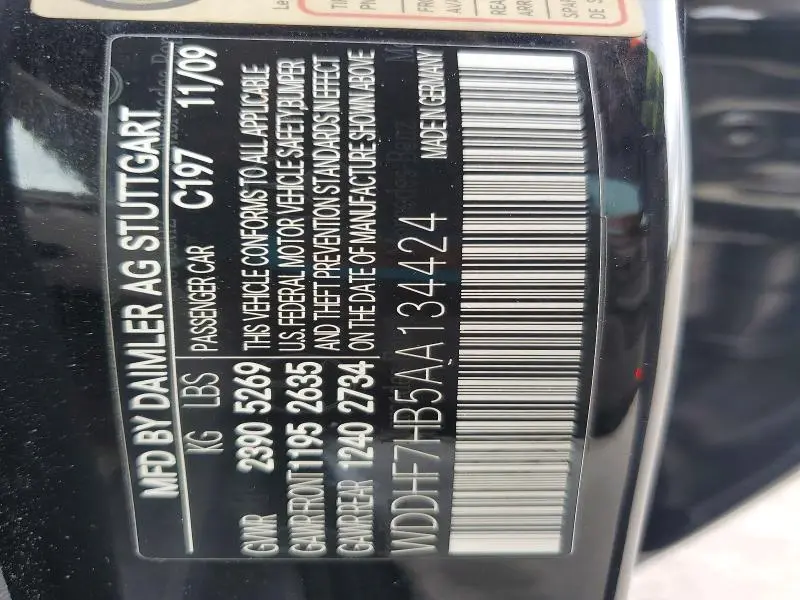 MFD BY DAIMLER AG STUTTGART
KG LBS PASSENGER CAR C197 11/09
GVWR 2390 5269 THIS VEHICLE CONFORMS TO ALL APPLICABLE
U.S. FEDERAL MOTOR VEHICLE SAFETY,BUMPER
GAWR FRONT 1195 2635 AND THEFT PREVENTION STANDARDS IN EFFECT
GAWR REAR 1240 2734 ON THE DATE OF MANUFACTURE SHOWN ABOVE
WDDHF7HB5AA134424 MADE IN GERMANY